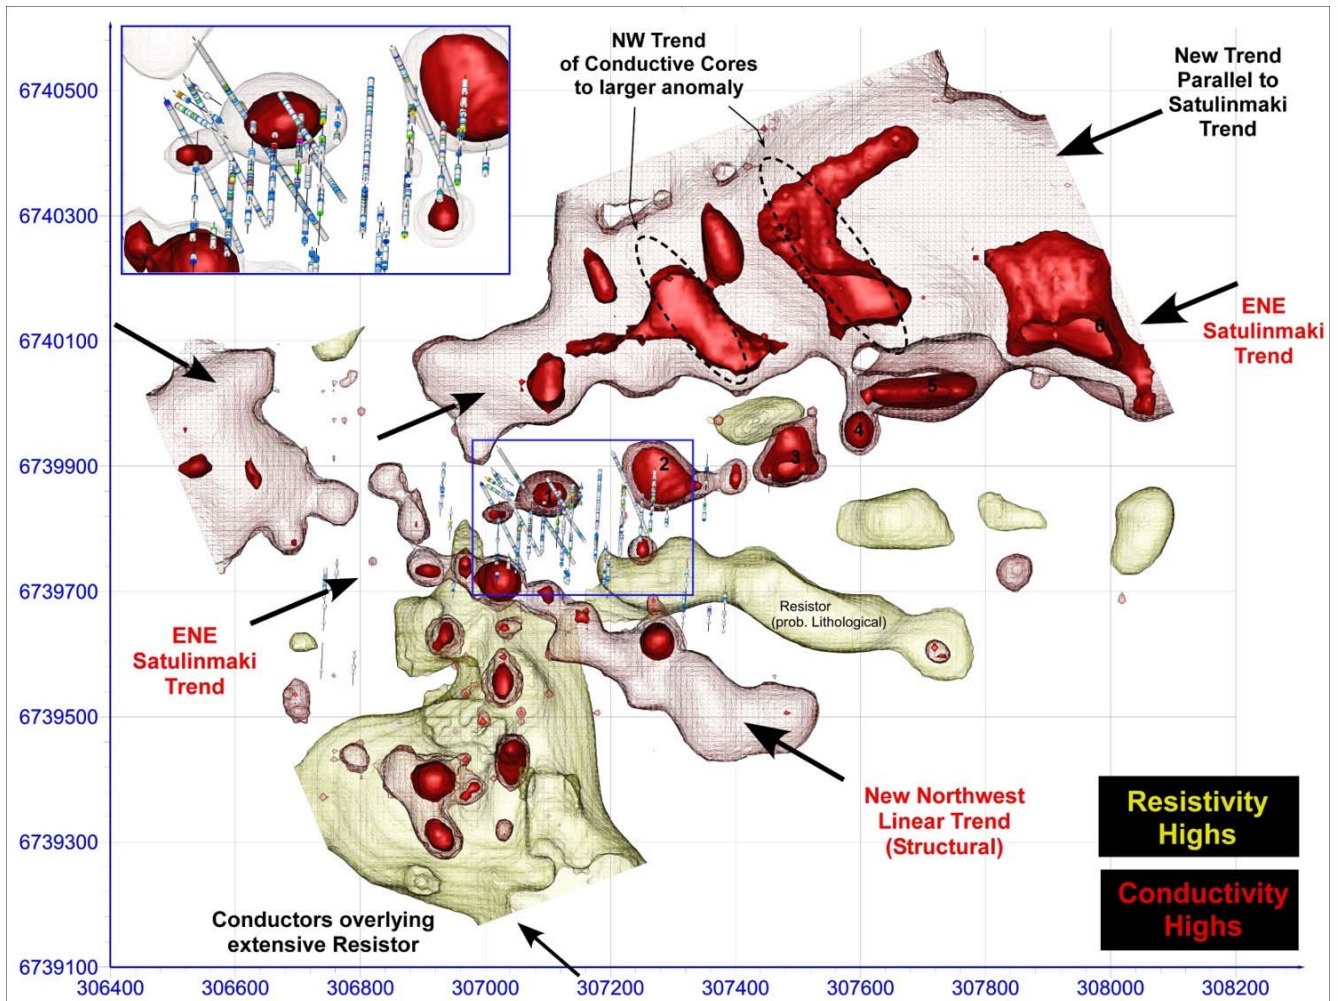 NW Trend
of Conductive Cores
to larger anomaly
New Trend
Parallel to
Satulinmaki
Trend
ENE
Satulinmaki
Trend
6
5
4
3
2
1
Resistor
(prob. Lithological)
ENE
Satulinmaki
Trend
New Northwest
Linear Trend
(Structural)
Conductors overlying
extensive Resistor
Resistivity
Highs
Conductivity
Highs
6740500
6740300
6740100
6739900
6739700
6739500
6739300
6739100
306400 306600 306800 307000 307200 307400 307600 307800 308000 308200